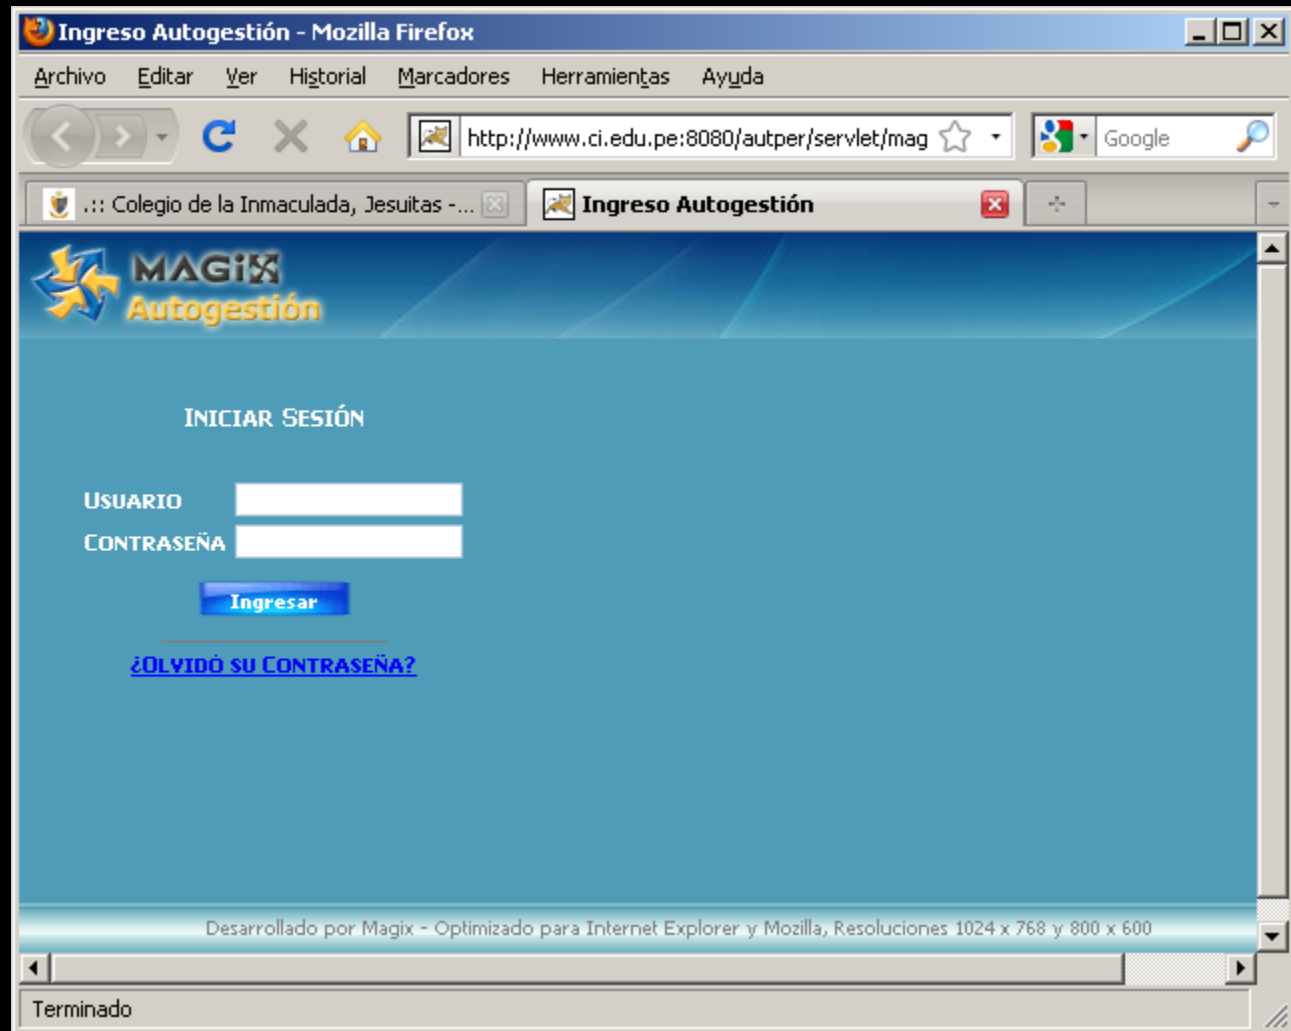 Ingreso Autogestión - Mozilla Firefox
Archivo Editar Ver Historial Marcadores Herramientas Ayuda
http://www.ci.edu.pe:8080/autper/servlet/mag Google
.:: Colegio de la Inmaculada, Jesuitas -... Ingreso Autogestión
MAGiX
Autogestión
INICIAR SESIÓN
USUARIO
CONTRASEÑA
Ingresar
¿OLVIDÓ SU CONTRASEÑA?
Desarrollado por Magix - Optimizado para Internet Explorer y Mozilla, Resoluciones 1024 x 768 y 800 x 600
Terminado